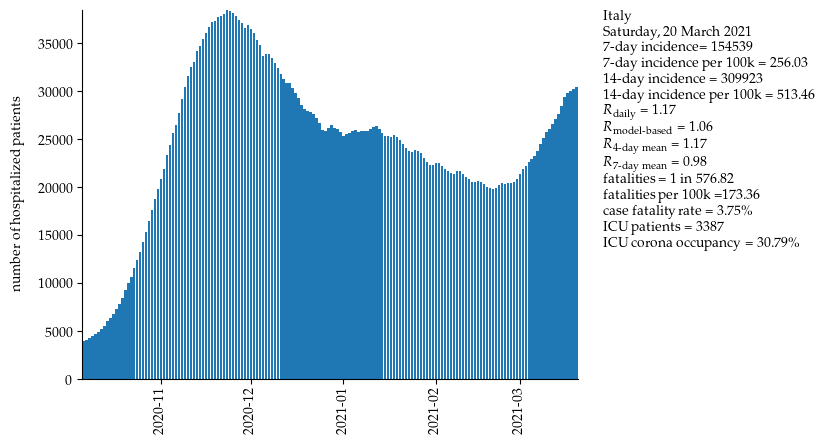 Italy
Saturday, 20 March 2021
7-day incidence= 154539
7-day incidence per 100k = 256.03
14-day incidence = 309923
14-day incidence per 100k = 513.46
R daily = 1.17
R model-based = 1.06
R 4-day mean = 1.17
R 7-day mean = 0.98
fatalities = 1 in 576.82
fatalities per 100k =173.36
case fatality rate = 3.75%
ICU patients = 3387
ICU corona occupancy = 30.79%
number of hospitalized patients
35000
30000
25000
20000
15000
10000
5000
0
2020-11
2020-12
2021-01
2021-02
2021-03